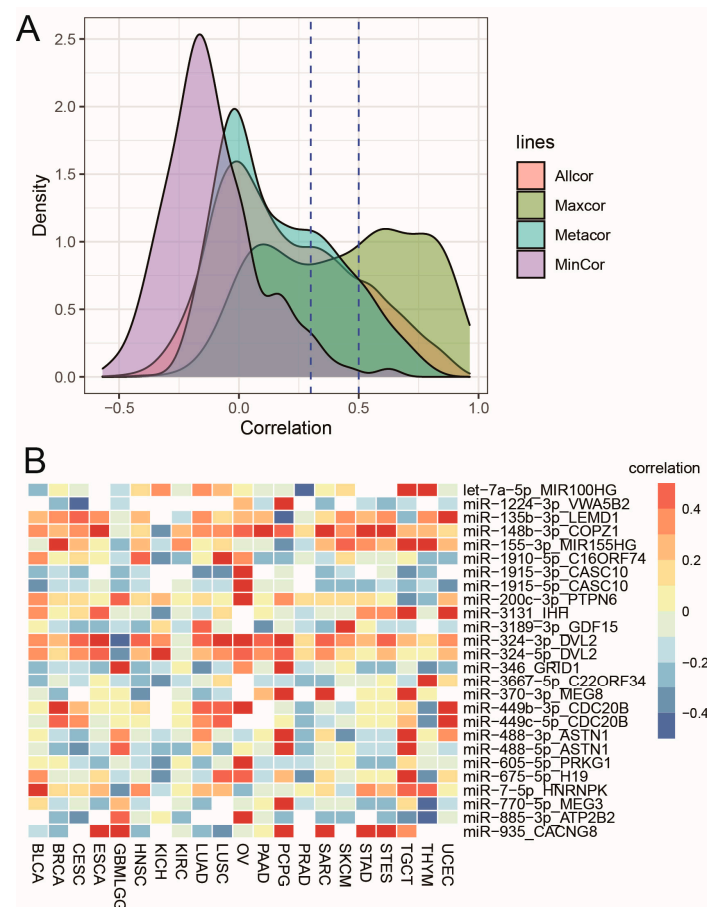 A
2.5
2.0
1.5
1.0
0.5
0.0
Density
−0.5
0.0
0.5
1.0
Correlation
lines
Allcor
Maxcor
Metacor
MinCor
B
correlation
0.4
0.2
0
−0.2
−0.4
let−7a−5p_MIR100HG
miR−1224−3p_VWA5B2
miR−135b−3p_LEMD1
miR−148b−3p_COPZ1
miR−155−3p_MIR155HG
miR−1910−5p_C16ORF74
miR−1915−3p_CASC10
miR−1915−5p_CASC10
miR−200c−3p_PTPN6
miR−3131_IHH
miR−3189−3p_GDF15
miR−324−3p_DVL2
miR−324−5p_DVL2
miR−346_GRID1
miR−3667−5p_C22ORF34
miR−370−3p_MEG8
miR−449b−3p_CDC20B
miR−449c−5p_CDC20B
miR−488−3p_ASTN1
miR−488−5p_ASTN1
miR−605−5p_PRKG1
miR−675−5p_H19
miR−7−5p_HNRNPK
miR−770−5p_MEG3
miR−885−3p_ATP2B2
miR−935_CACNG8
BLCA
BRCA
CESC
ESCA
GBMLGG
HNSC
KICH
KIRC
LUAD
LUSC
OV
PAAD
PCPG
PRAD
SARC
SKCM
STAD
STES
TGCT
THYM
UCEC